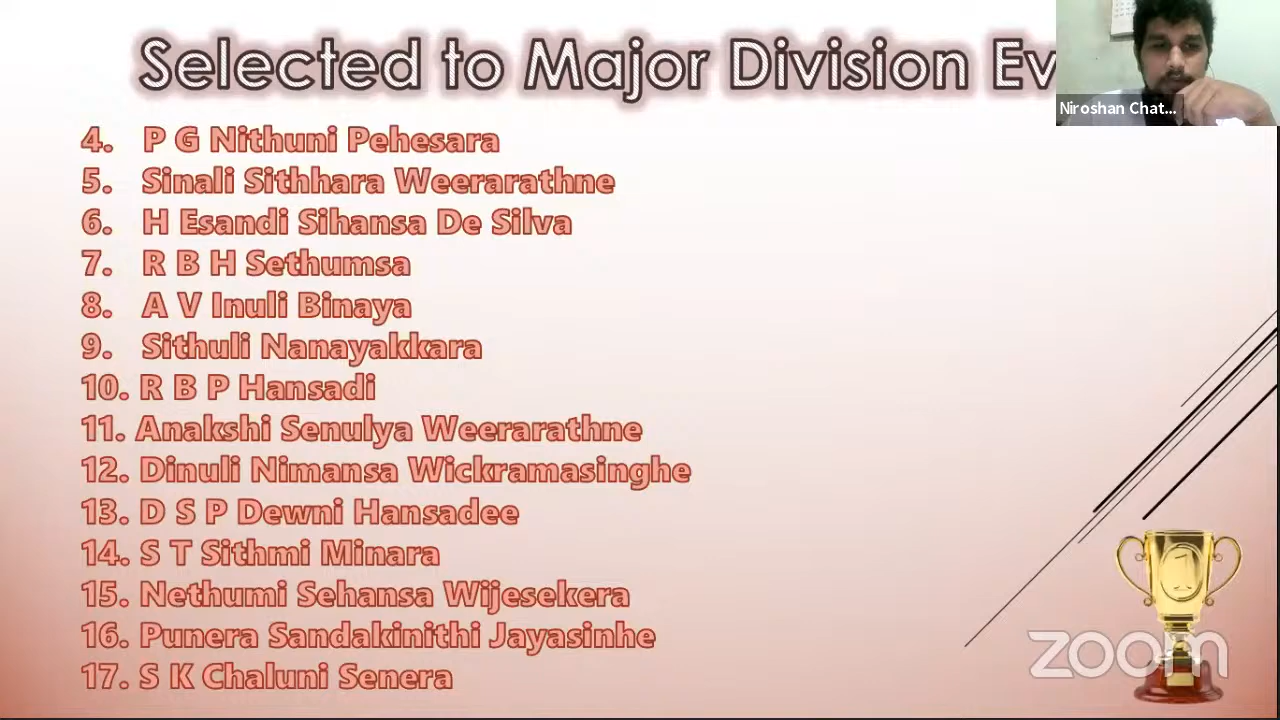 Selected to Major Division Ev
Niroshan Chat...
4. P G Nithuni Pehesara
5. Sinali Sithhara Weerarathne
6. H Esandi Sihansa De Silva
7. R B H Sethumsa
8. A V Inuli Binaya
9. Sithuli Nanayakkara
10. R B P Hansadi
11. Anakshi Senulya Weerarathne
12. Dinuli Nimansa Wickramasinghe
13. D S P Dewni Hansadee
14. S T Sithmi Minara
15. Nethumi Sehansa Wijesekera
16. Punera Sandakinithi Jayasinhe
17. S K Chaluni Senera
1
zoom